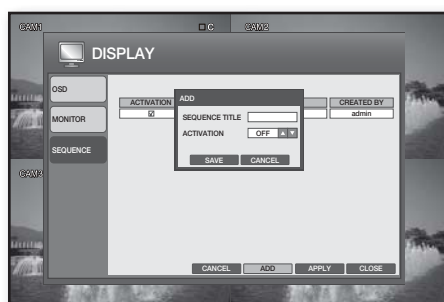 CAM1 C CAM2
DISPLAY
OSD
MONITOR
SEQUENCE
ACTIVATION CREATED BY
☑ admin
ADD
SEQUENCE TITLE
ACTIVATION OFF
SAVE CANCEL
CAM3
CANCEL ADD APPLY CLOSE